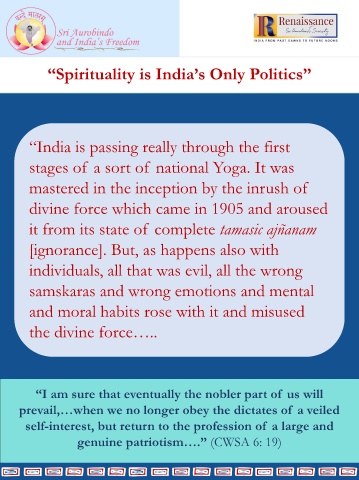 वन्दे मातरम्
Sri Aurobindo
and India's Freedom
Renaissance
Sri Aurobindo Society
INDIA FROM PAST DAWNS TO FUTURE NOONS
“Spirituality is India’s Only Politics”
“India is passing really through the first
stages of a sort of national Yoga. It was
mastered in the inception by the inrush of
divine force which came in 1905 and aroused
it from its state of complete tamasic ajñanam
[ignorance]. But, as happens also with
individuals, all that was evil, all the wrong
samskaras and wrong emotions and mental
and moral habits rose with it and misused
the divine force…..
“I am sure that eventually the nobler part of us will
prevail,…when we no longer obey the dictates of a veiled
self-interest, but return to the profession of a large and
genuine patriotism….” (CWSA 6: 19)